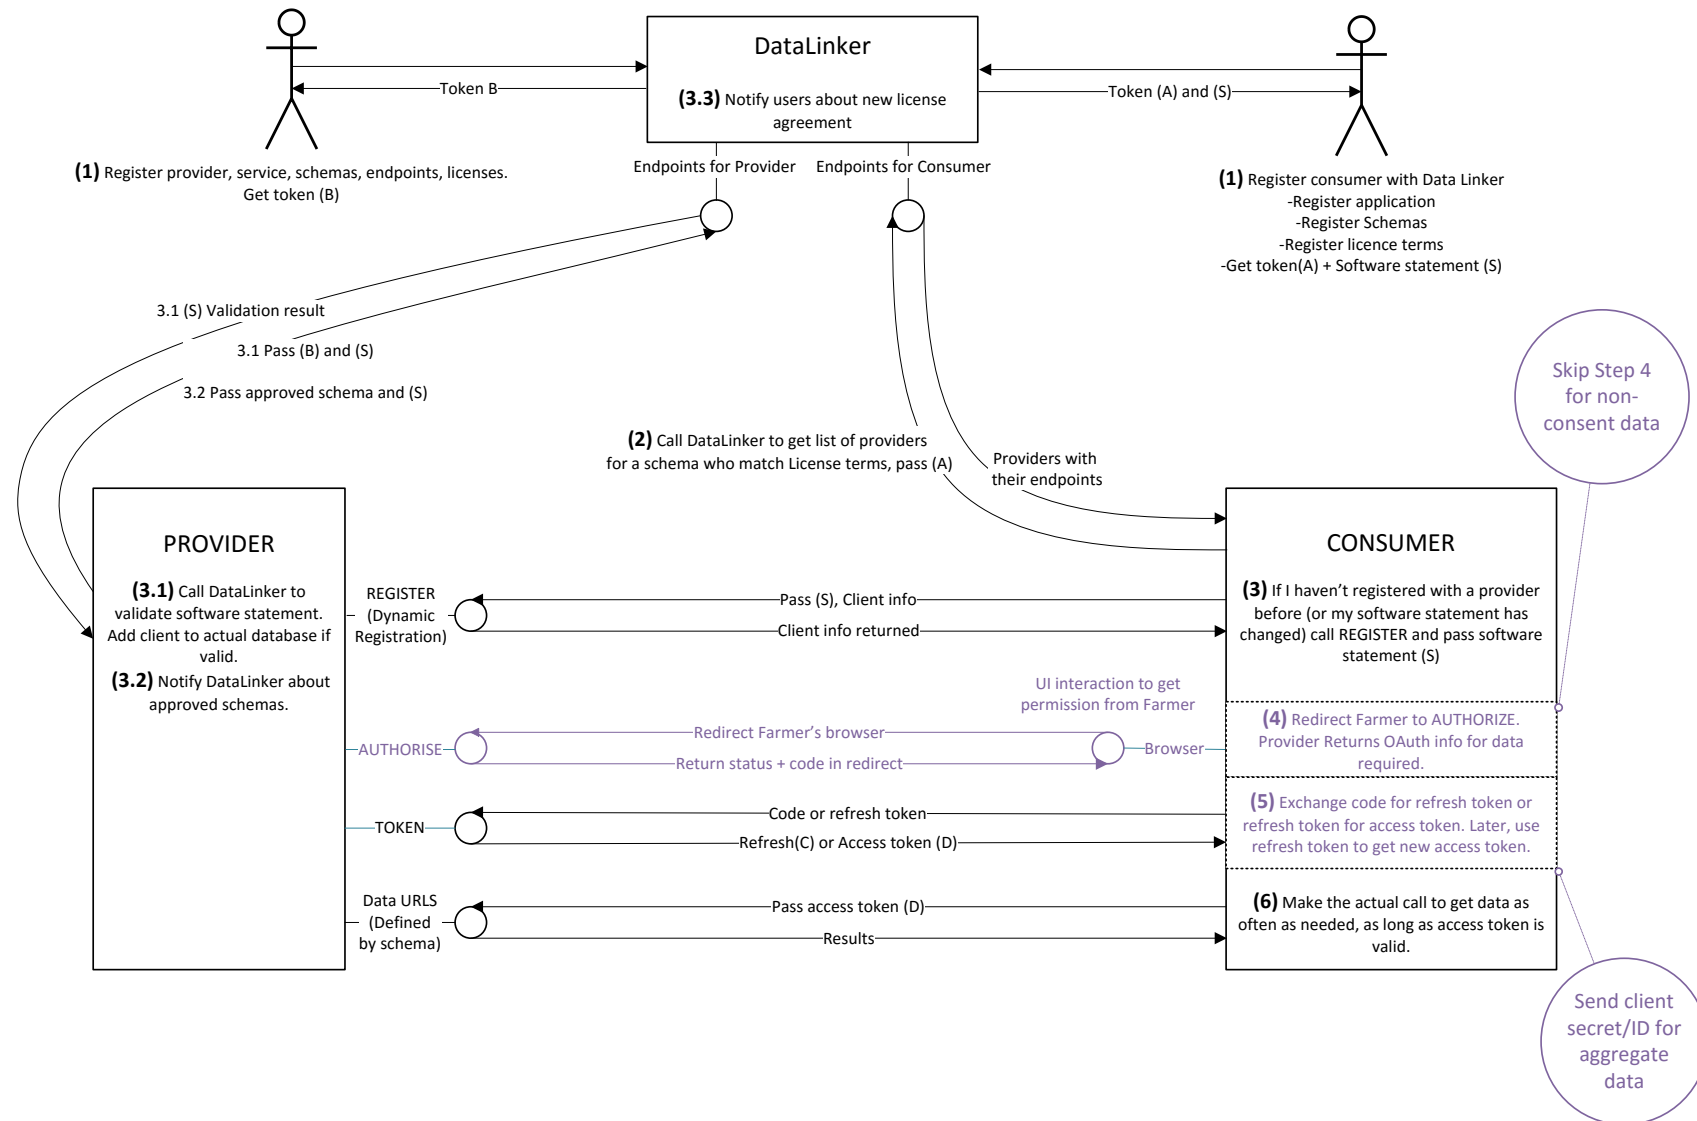 DataLinker
(3.3) Notify users about new license
agreement
Token B
Token (A) and (S)
Endpoints for Provider
Endpoints for Consumer
(1) Register provider, service, schemas, endpoints, licenses.
Get token (B)
(1) Register consumer with Data Linker
-Register application
-Register Schemas
-Register licence terms
-Get token(A) + Software statement (S)
3.1 (S) Validation result
3.1 Pass (B) and (S)
3.2 Pass approved schema and (S)
Skip Step 4
for non-
consent data
(2) Call DataLinker to get list of providers
for a schema who match License terms, pass (A)
Providers with
their endpoints
PROVIDER
(3.1) Call DataLinker to
validate software statement.
Add client to actual database if
valid.
(3.2) Notify DataLinker about
approved schemas.
REGISTER
(Dynamic
Registration)
Pass (S), Client info
Client info returned
CONSUMER
(3) If I haven’t registered with a provider
before (or my software statement has
changed) call REGISTER and pass software
statement (S)
UI interaction to get
permission from Farmer
AUTHORISE
Redirect Farmer’s browser
Return status + code in redirect
Browser
(4) Redirect Farmer to AUTHORIZE.
Provider Returns OAuth info for data
required.
TOKEN
Code or refresh token
Refresh(C) or Access token (D)
(5) Exchange code for refresh token or
refresh token for access token. Later, use
refresh token to get new access token.
Data URLS
(Defined
by schema)
Pass access token (D)
Results
(6) Make the actual call to get data as
often as needed, as long as access token is
valid.
Send client
secret/ID for
aggregate
data